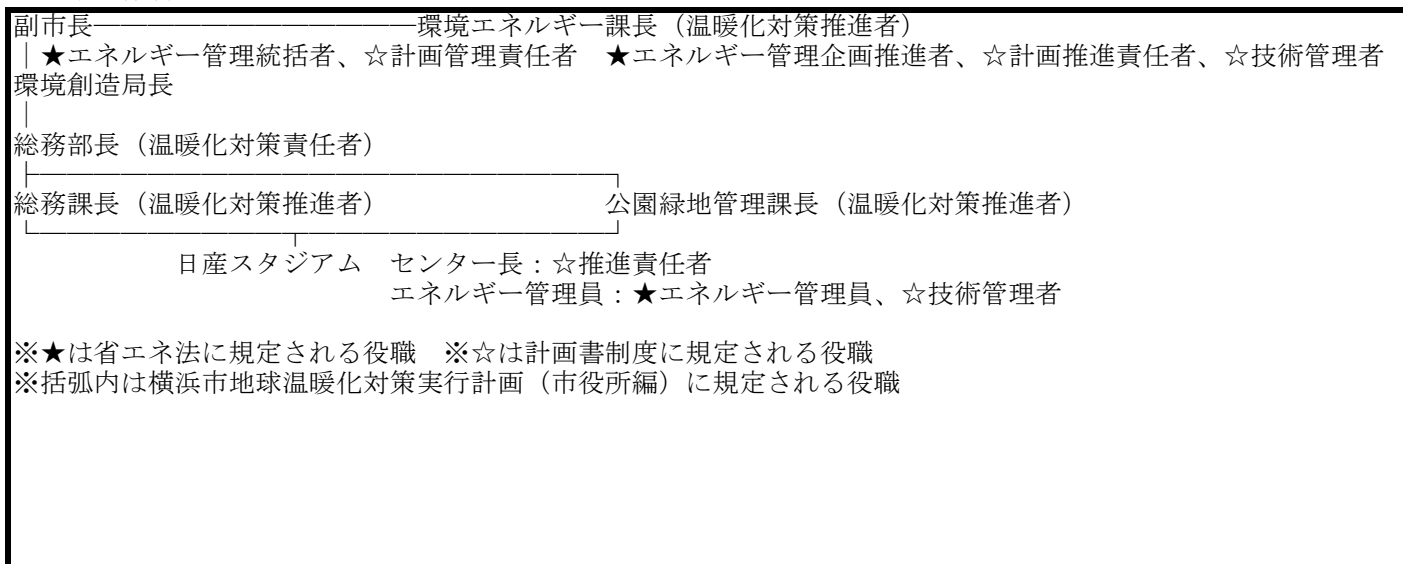 副市長―――――――――――環境エネルギー課長（温暖化対策推進者）
｜★エネルギー管理統括者、☆計画管理責任者　★エネルギー管理企画推進者、☆計画推進責任者、☆技術管理者
環境創造局長
｜
総務部長（温暖化対策責任者）
├―――――――――――――――――――――┐
総務課長（温暖化対策推進者）　　　　　　　　　公園緑地管理課長（温暖化対策推進者）
└――――――――――┬―――――――――――┘
日産スタジアム　センター長：☆推進責任者
エネルギー管理員：★エネルギー管理員、☆技術管理者
※★は省エネ法に規定される役職　※☆は計画書制度に規定される役職
※括弧内は横浜市地球温暖化対策実行計画（市役所編）に規定される役職